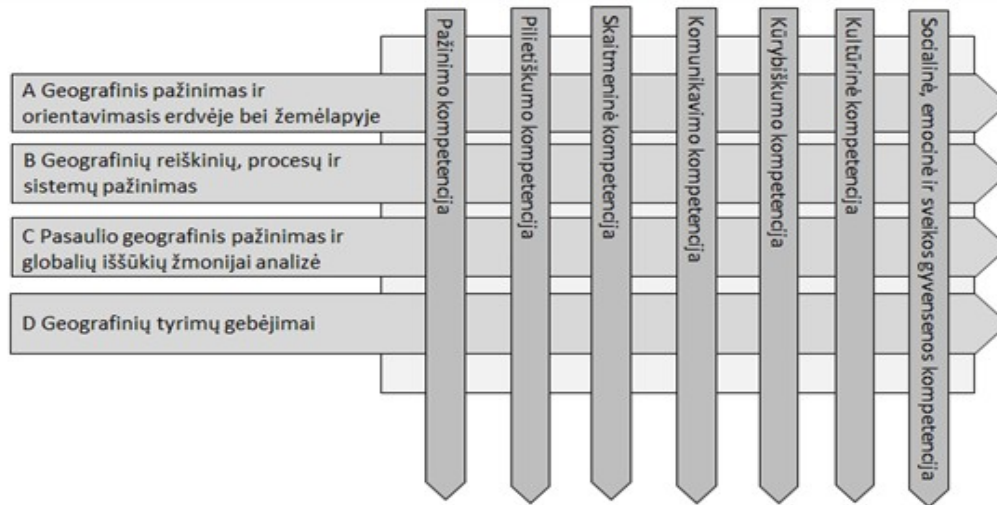 Pažinimo kompetencija
Pilietiškumo kompetencija
Skaitmeninė kompetencija
Komunikavimo kompetencija
Kūrybiškumo kompetencija
Kultūrinė kompetencija
Socialinė, emocinė ir sveikos gyvensenos kompetencija
A Geografinis pažinimas ir
orientavimasis erdvėje bei žemėlapyje
B Geografinių reiškinių, procesų ir
sistemų pažinimas
C Pasaulio geografinis pažinimas ir
globalių iššūkių žmonijai analizė
D Geografinių tyrimų gebėjimai